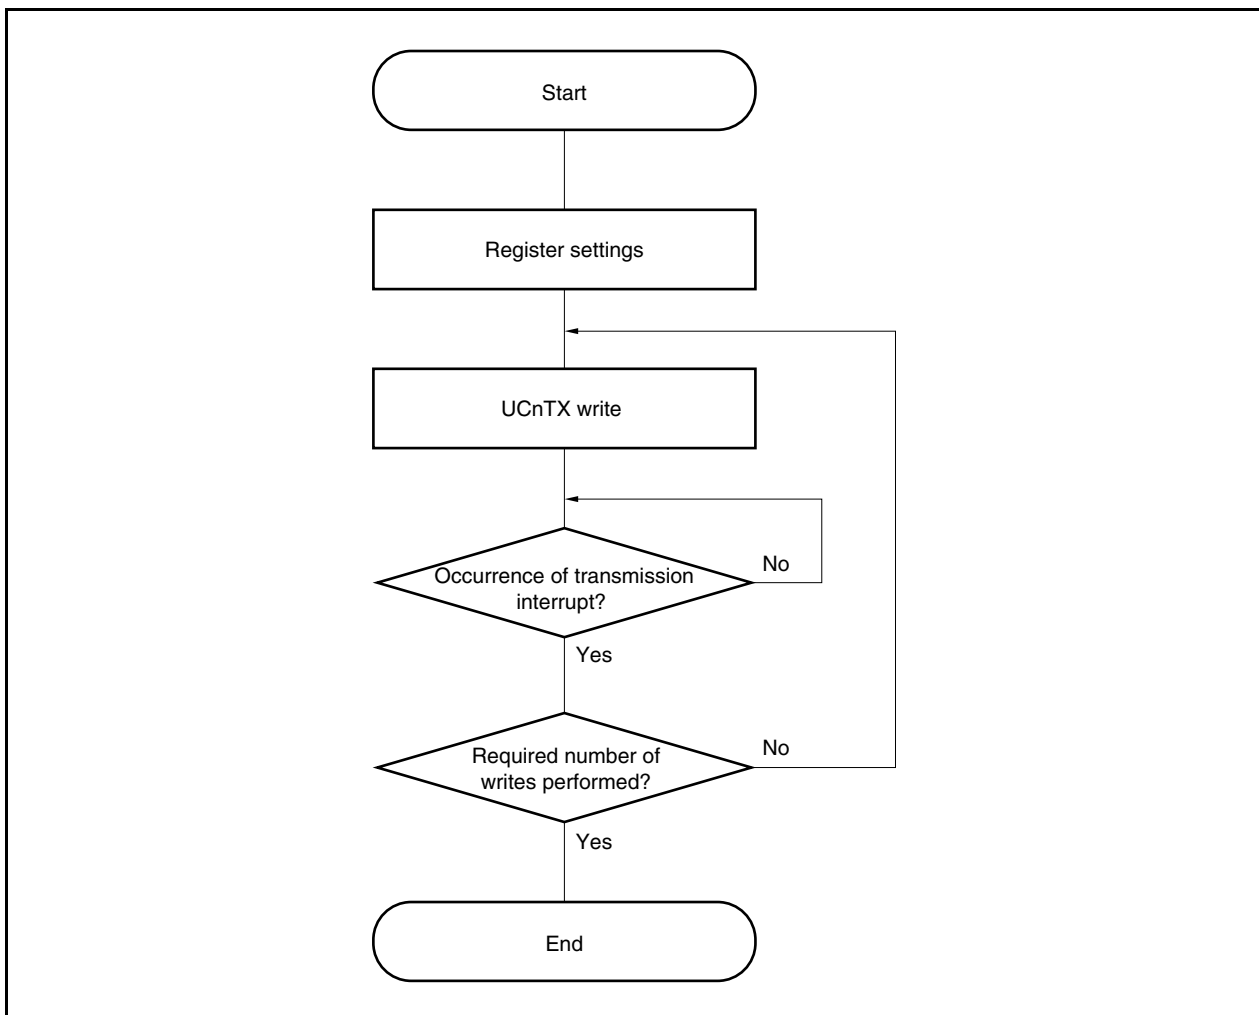 Start
Register settings
UCnTX write
Occurrence of transmission
interrupt?
No
Yes
Required number of
writes performed?
No
Yes
End